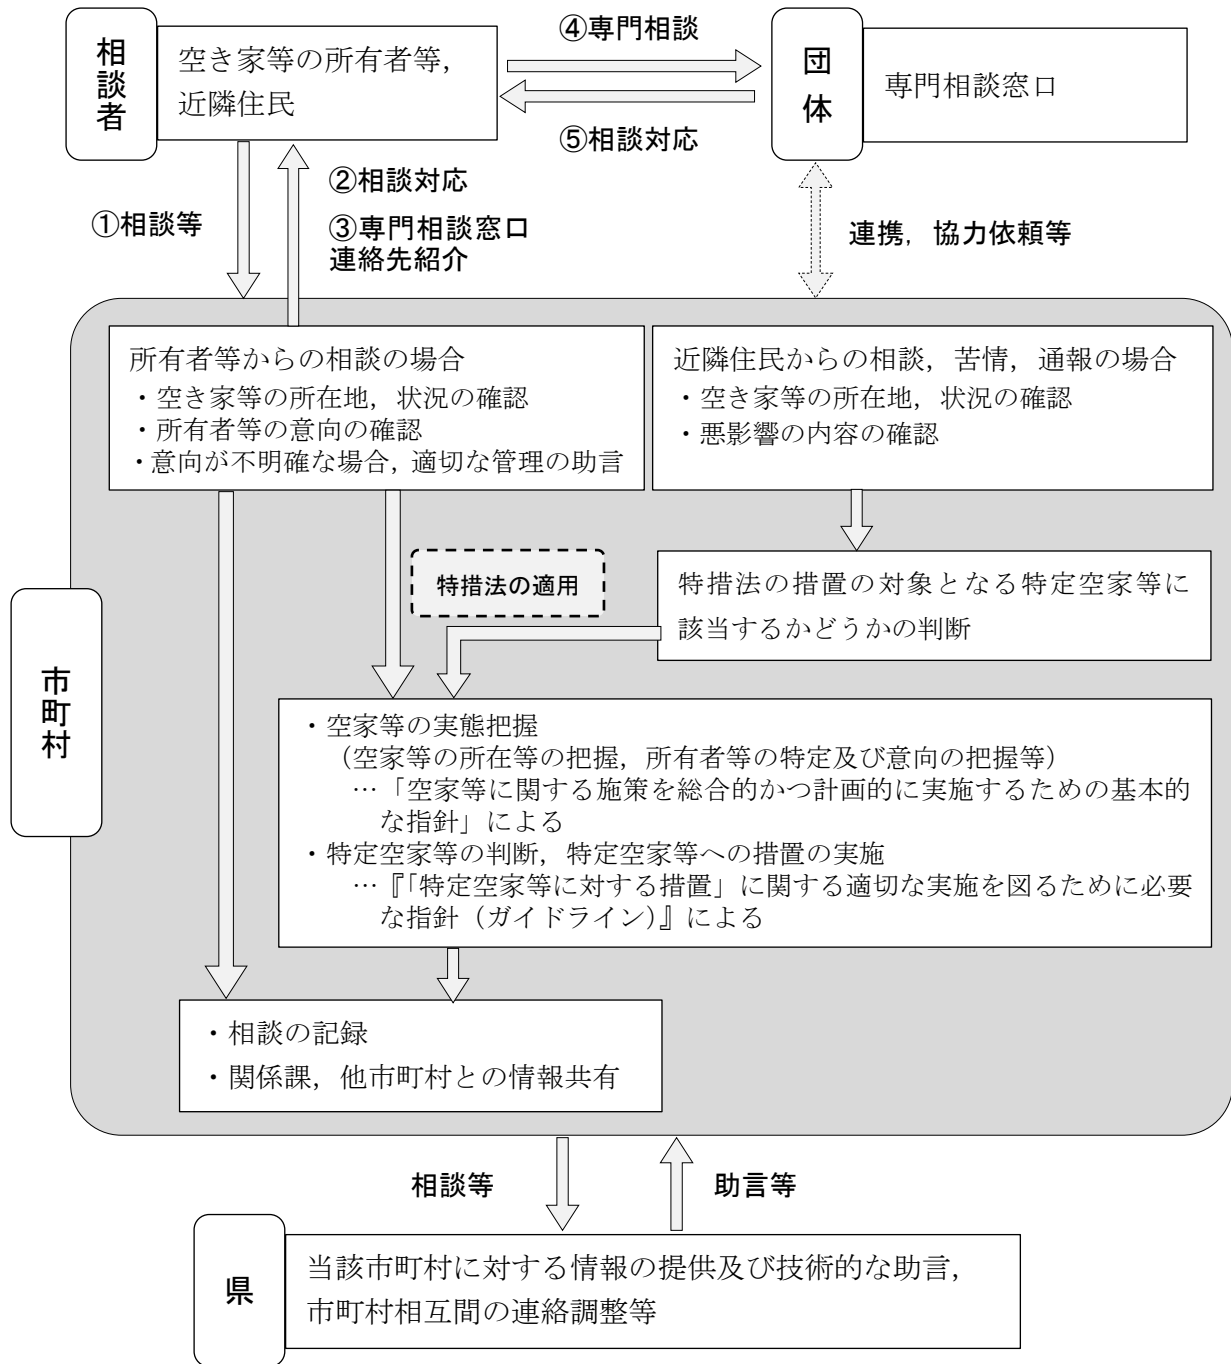 相談者
空き家等の所有者等，
近隣住民
④専門相談
⑤相談対応
団体
専門相談窓口
①相談等
②相談対応
③専門相談窓口
連絡先紹介
連携，協力依頼等
市町村
所有者等からの相談の場合
・空き家等の所在地，状況の確認
・所有者等の意向の確認
・意向が不明確な場合，適切な管理の助言
近隣住民からの相談，苦情，通報の場合
・空き家等の所在地，状況の確認
・悪影響の内容の確認
特措法の適用
特措法の措置の対象となる特定空家等に
該当するかどうかの判断
・空家等の実態把握
（空家等の所在等の把握，所有者等の特定及び意向の把握等）
…「空家等に関する施策を総合的かつ計画的に実施するための基本的
な指針」による
・特定空家等の判断，特定空家等への措置の実施
…『「特定空家等に対する措置」に関する適切な実施を図るために必要
な指針（ガイドライン）』による
・相談の記録
・関係課，他市町村との情報共有
相談等
助言等
県
当該市町村に対する情報の提供及び技術的な助言，
市町村相互間の連絡調整等